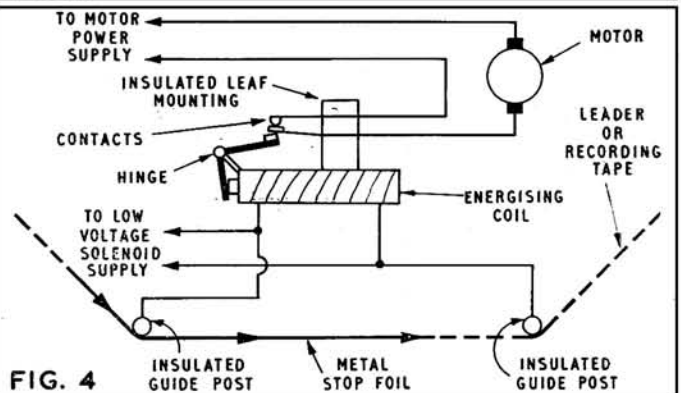 TO MOTOR
POWER
SUPPLY
MOTOR
INSULATED LEAF
MOUNTING
CONTACTS
HINGE
LEADER
OR
RECORDING
TAPE
ENERGISING
COIL
TO LOW
VOLTAGE
SOLENOID
SUPPLY
INSULATED
GUIDE POST
METAL
STOP FOIL
INSULATED
GUIDE POST
FIG. 4